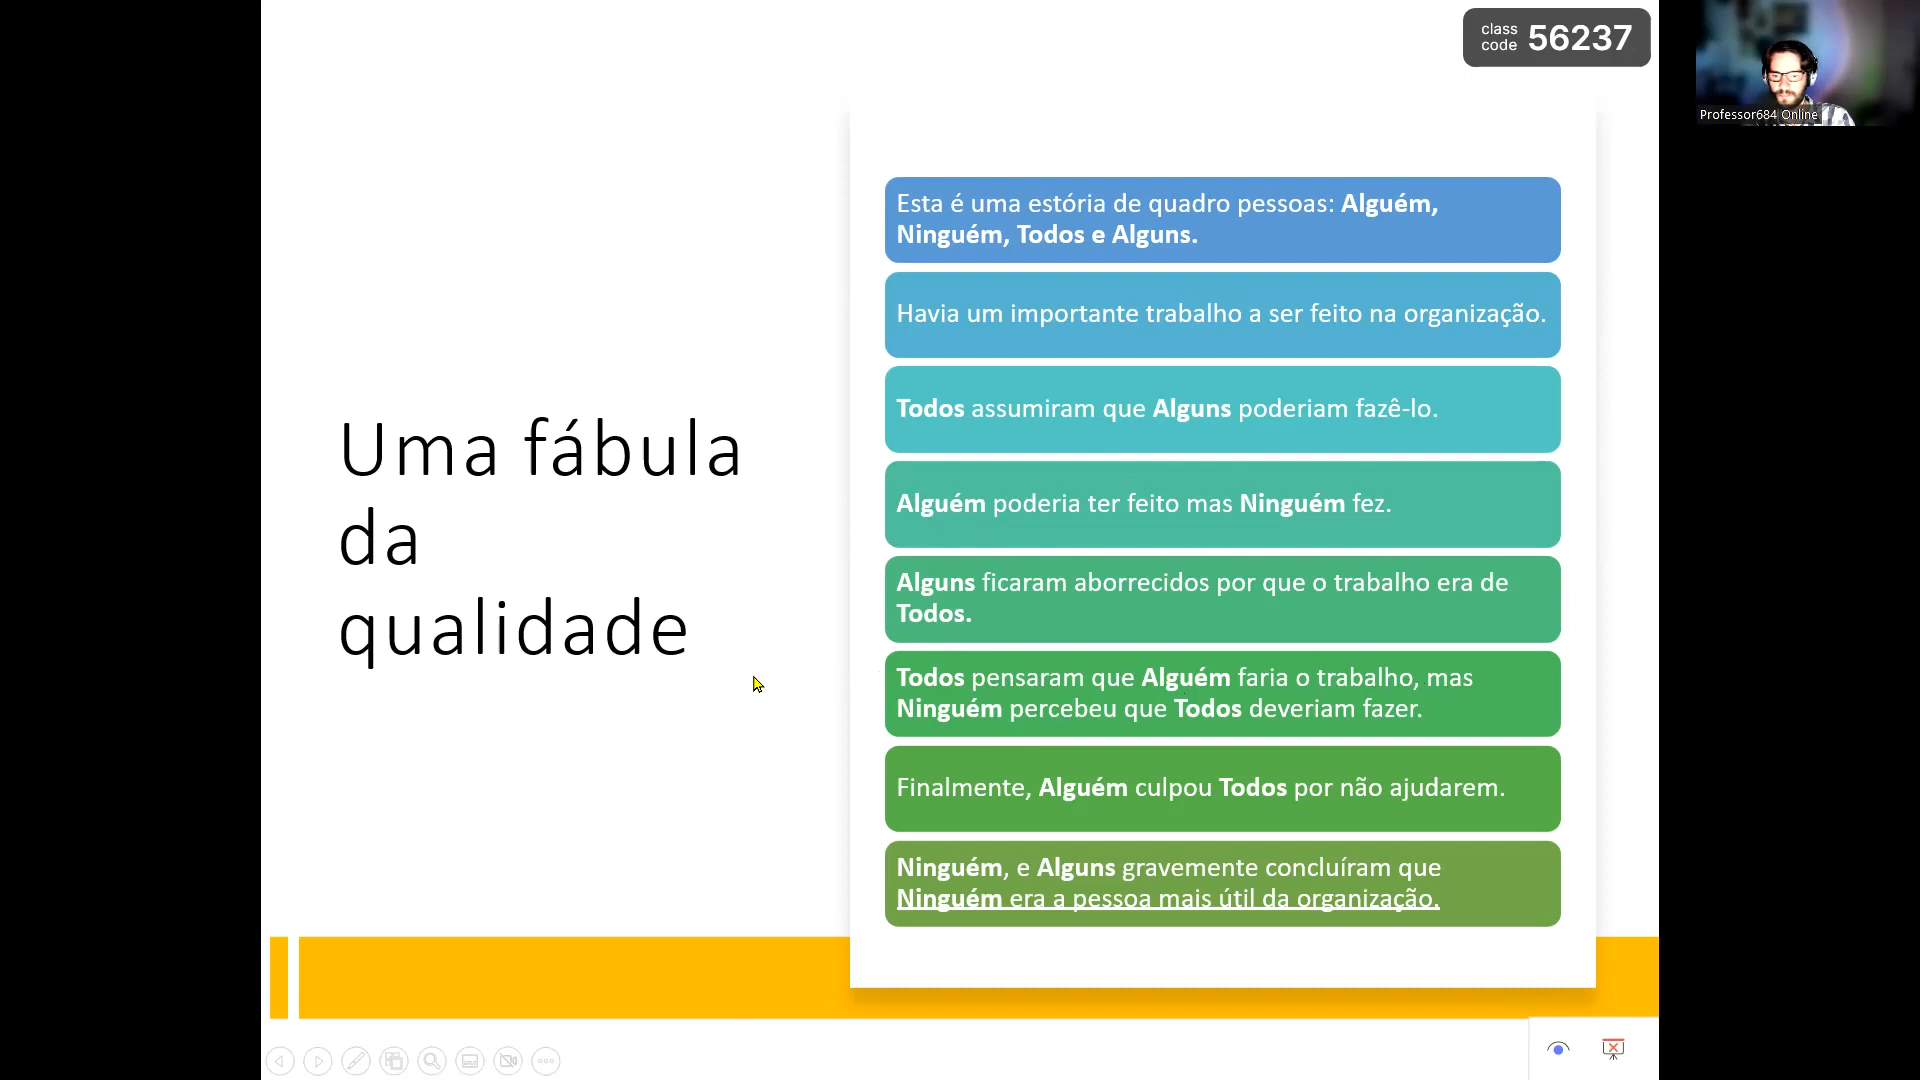 class
code 56237
Professor684 Online
Uma fábula
da
qualidade
Esta é uma estória de quadro pessoas: Alguém,
Ninguém, Todos e Alguns.
Havia um importante trabalho a ser feito na organização.
Todos assumiram que Alguns poderiam fazê-lo.
Alguém poderia ter feito mas Ninguém fez.
Alguns ficaram aborrecidos por que o trabalho era de
Todos.
Todos pensaram que Alguém faria o trabalho, mas
Ninguém percebeu que Todos deveriam fazer.
Finalmente, Alguém culpou Todos por não ajudarem.
Ninguém, e Alguns gravemente concluíram que
Ninguém era a pessoa mais útil da organização.